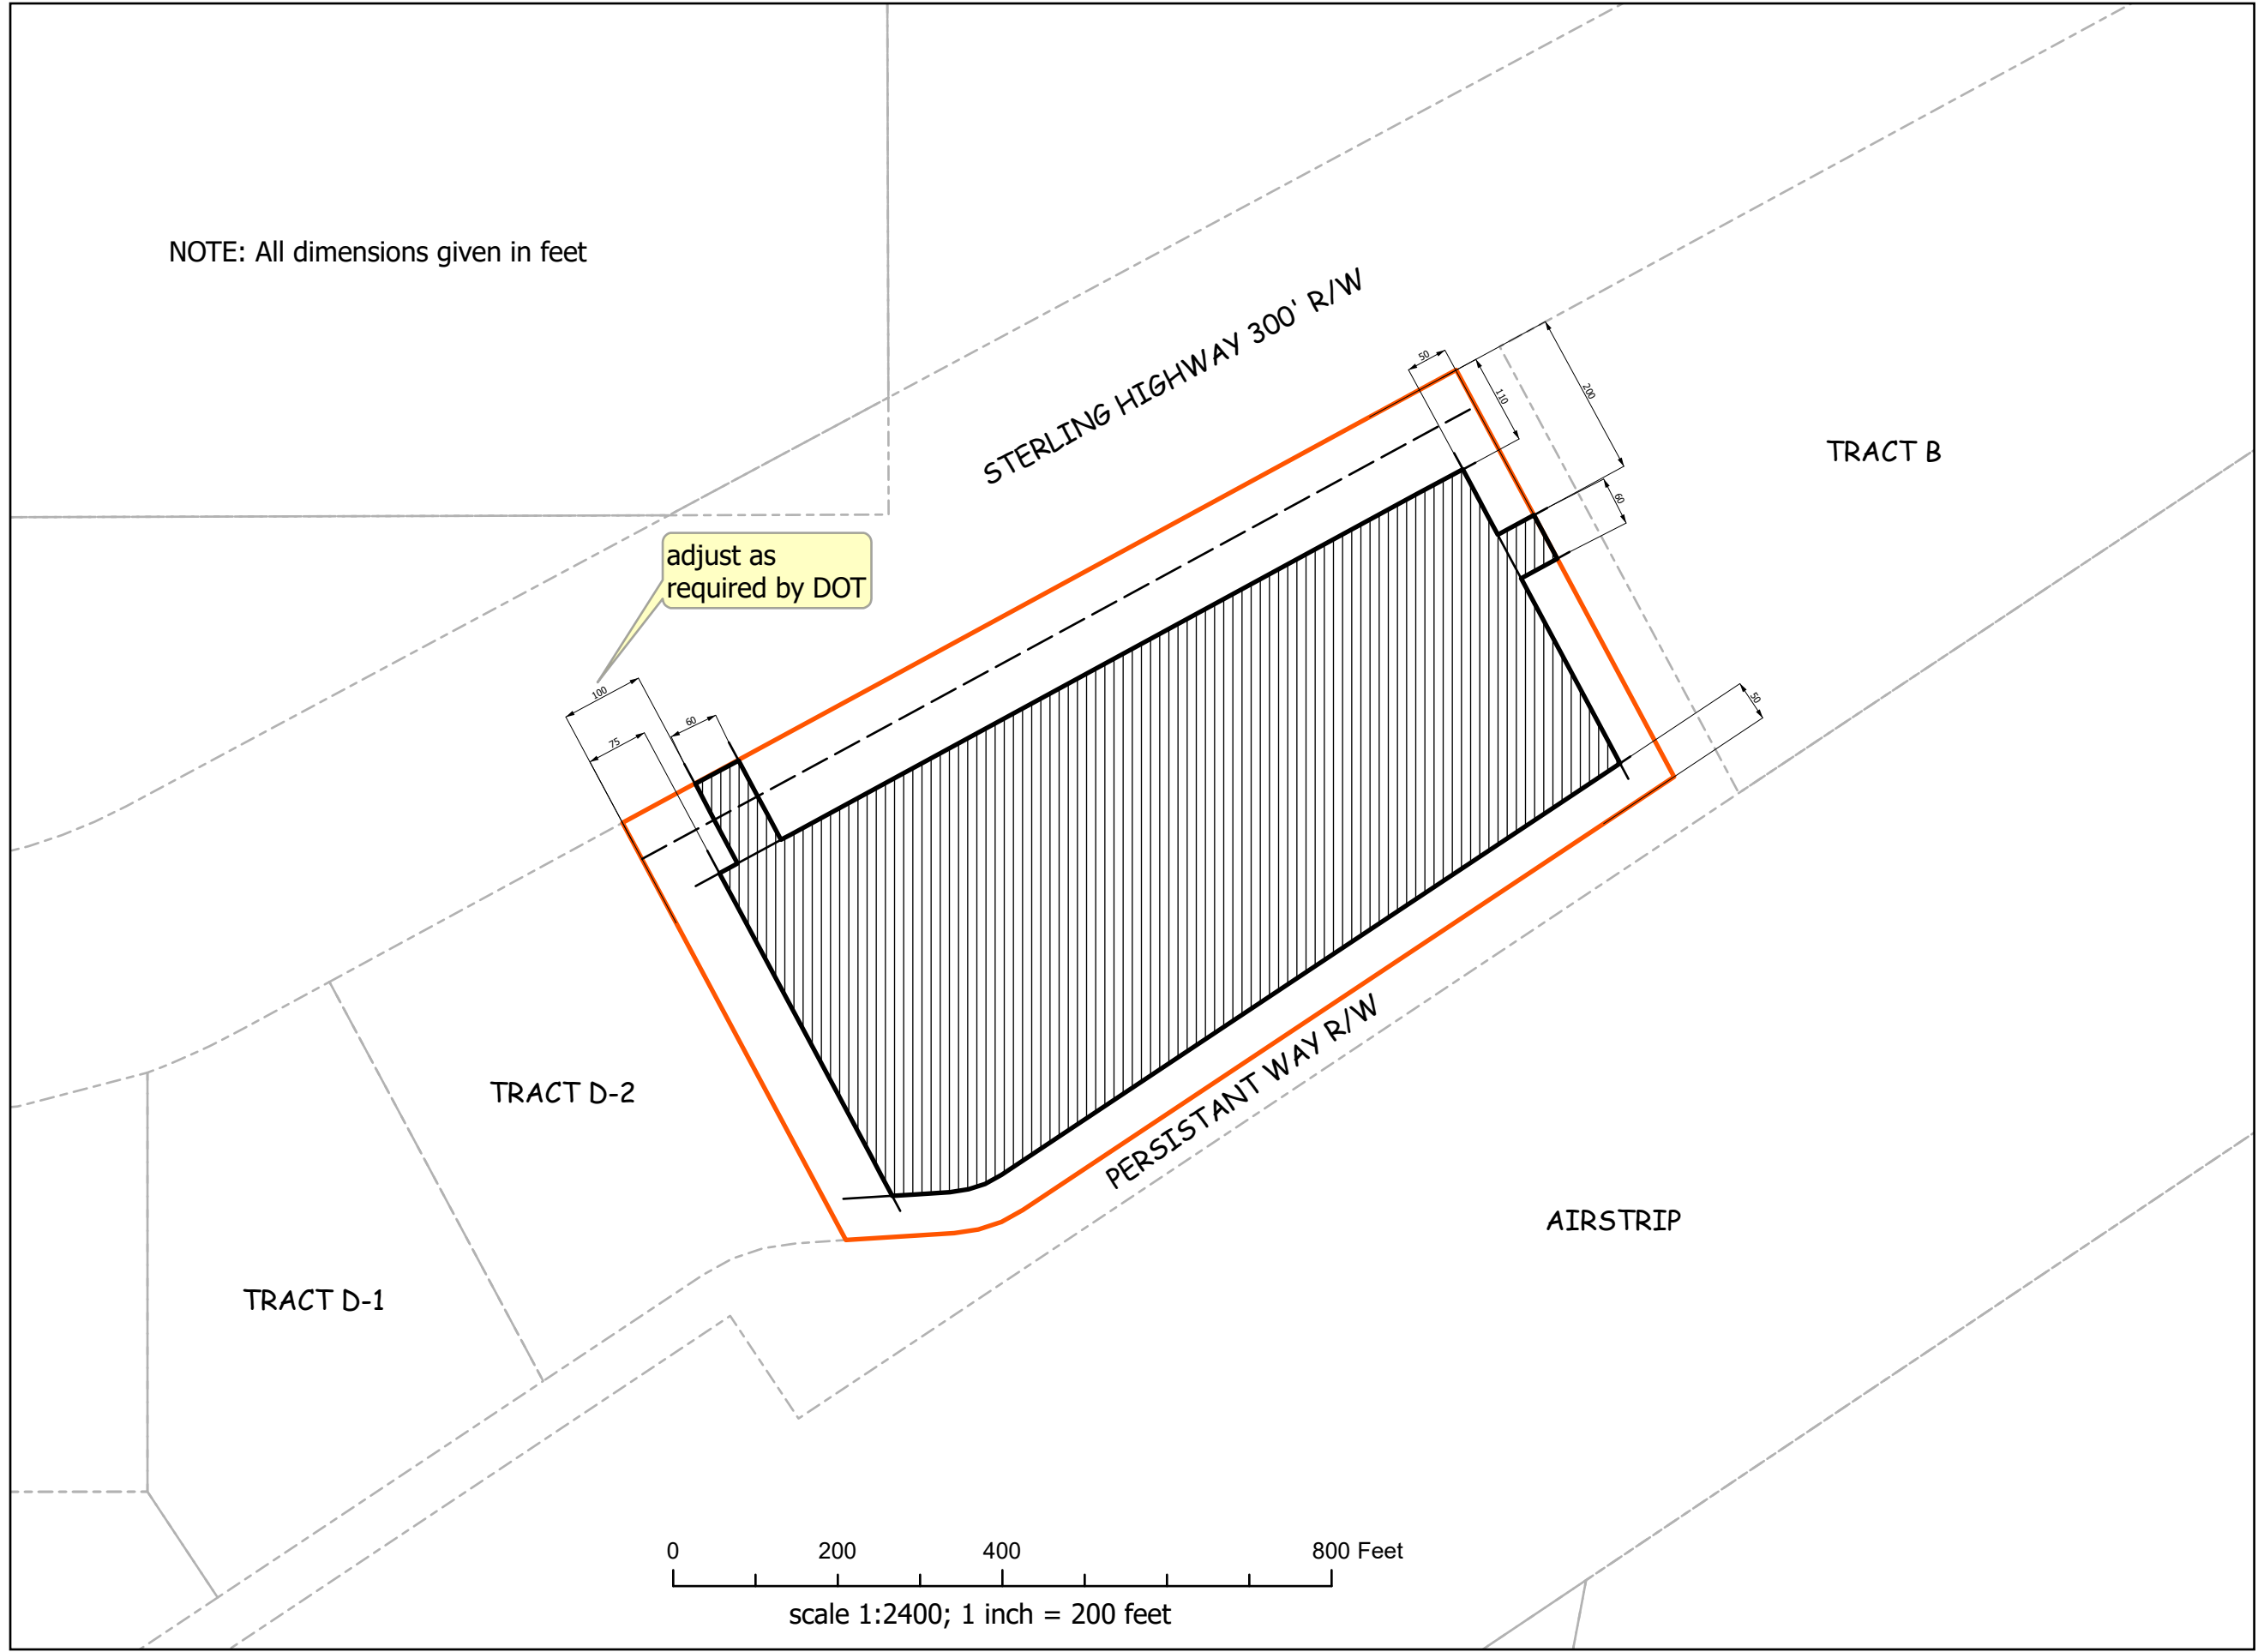 NOTE: All dimensions given in feet
STERLING HIGHWAY 300' R/W
50
110
200
TRACT B
60
adjust as
required by DOT
100
60
75
50
PERSISTANT WAY R/W
TRACT D-2
AIRSTRIP
TRACT D-1
0 200 400 800 Feet
scale 1:2400; 1 inch = 200 feet